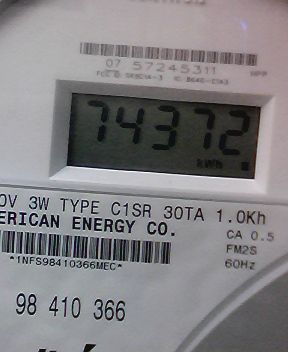 07 57245311
74372
kWh
0V 3W TYPE C1SR 30TA 1.0Kh
ERICAN ENERGY CO.
CA 0.5
FM2S
*1NFS98410366MEC*
60Hz
98 410 366